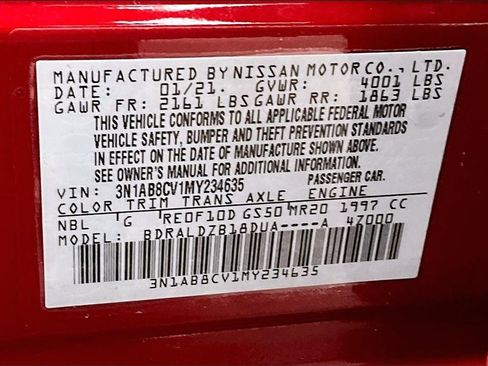 MANUFACTURED BY NISSAN MOTOR CO., LTD.
DATE: 01/21. GVWR: 4001 LBS
GAWR FR: 2161 LBS GAWR RR: 1863 LBS
THIS VEHICLE CONFORMS TO ALL APPLICABLE FEDERAL MOTOR
VEHICLE SAFETY, BUMPER AND THEFT PREVENTION STANDARDS
IN EFFECT ON THE DATE OF MANUFACTURE SHOWN ABOVE.
SEE OWNER'S MANUAL FOR ADDITIONAL INFORMATION.
VIN: 3N1AB8CV1MY234635 PASSENGER CAR.
COLOR TRIM TRANS AXLE ENGINE
NBL G RE0F10D GS50 MR20 1997 CC
MODEL: BDRALDZB18DUA----A 47000
3N1AB8CV1MY234635